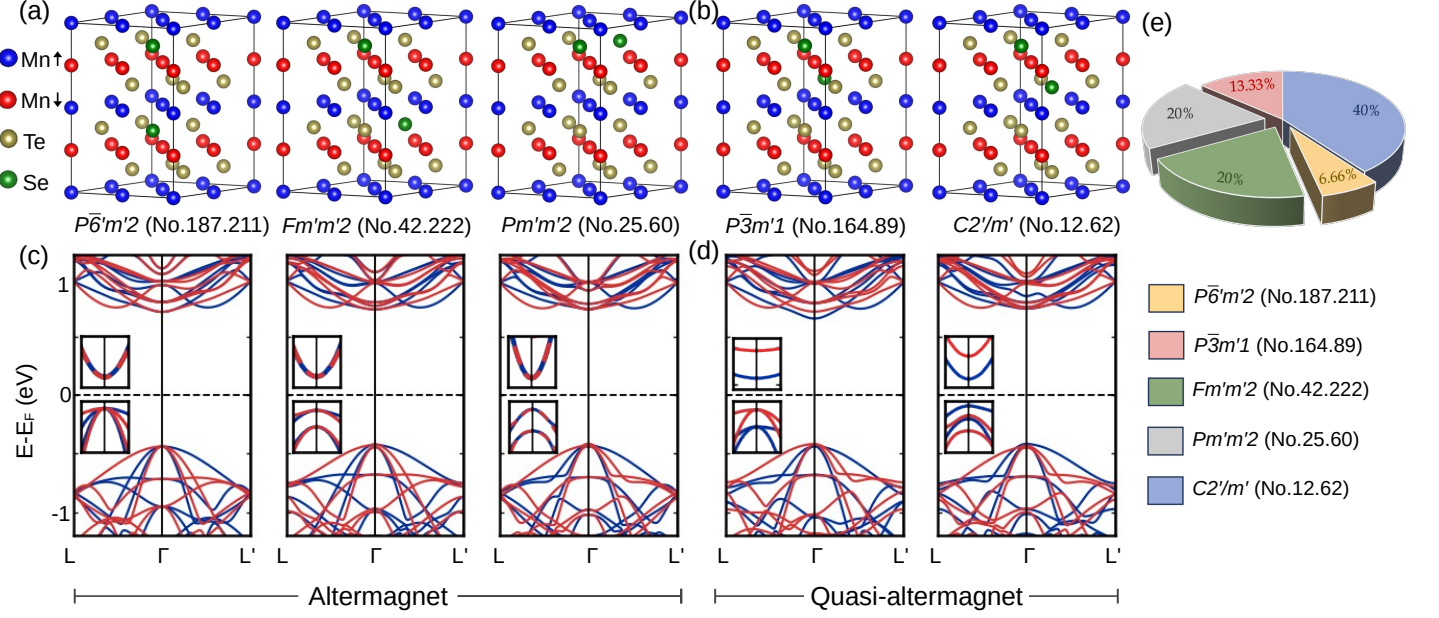 (a)
(b)
(e)
Mn↑
Mn↓
Te
Se
P6̅'m'2 (No.187.211)
Fm'm'2 (No.42.222)
Pm'm'2 (No.25.60)
P3̅m'1 (No.164.89)
C2'/m' (No.12.62)
13.33%
40%
20%
20%
6.66%
(c)
(d)
E-E_F (eV)
1
0
-1
L Γ L'
L Γ L'
L Γ L'
L Γ L'
L Γ L'
Altermagnet
Quasi-altermagnet
P6̅'m'2 (No.187.211)
P3̅m'1 (No.164.89)
Fm'm'2 (No.42.222)
Pm'm'2 (No.25.60)
C2'/m' (No.12.62)